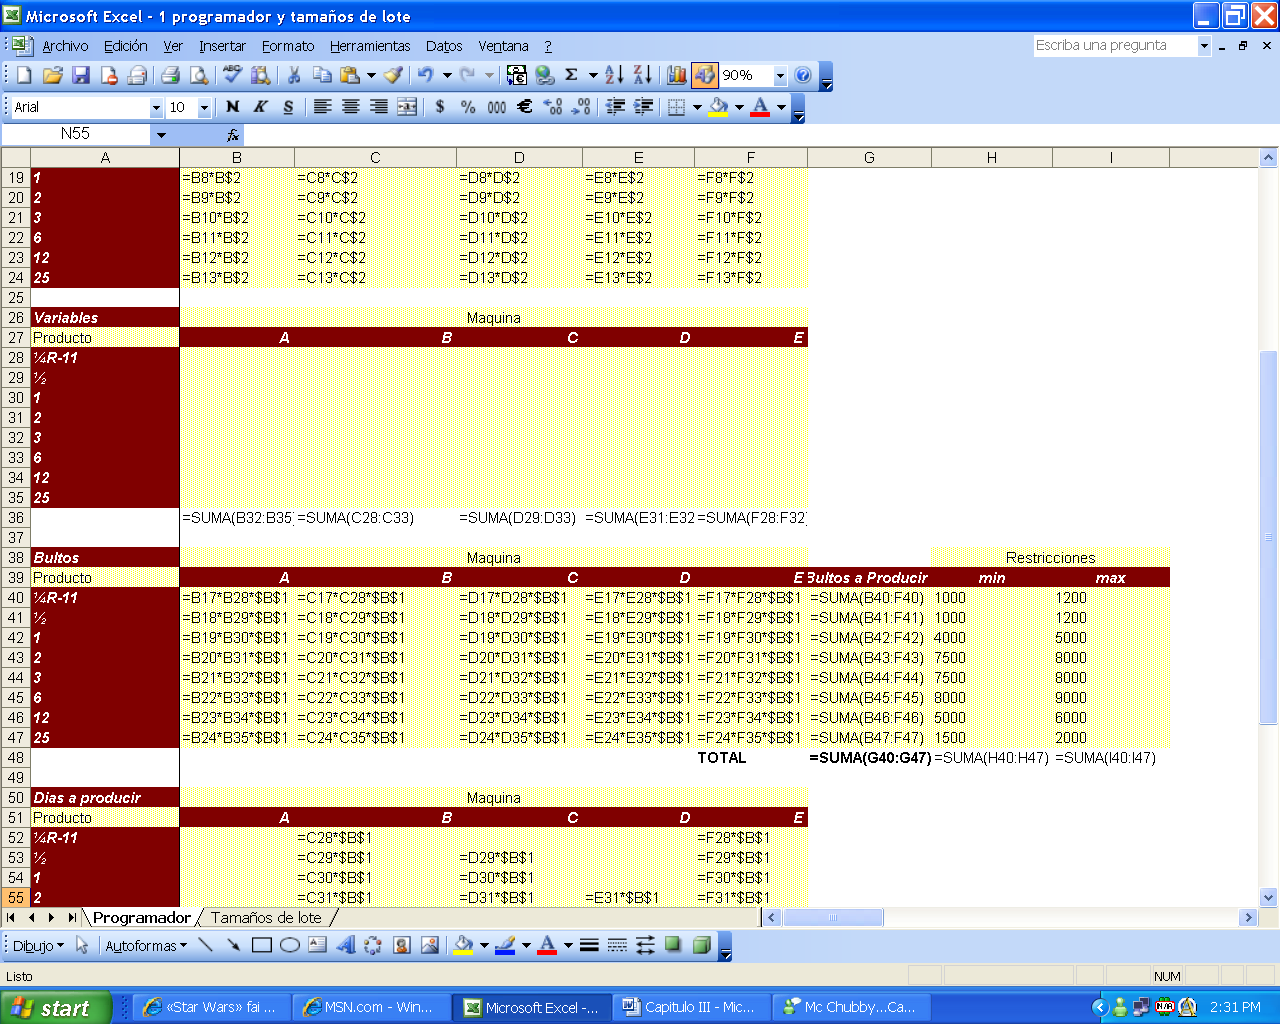 Microsoft Excel - 1 programador y tamaños de lote
Archivo Edición Ver Insertar Formato Herramientas Datos Ventana ? Escriba una pregunta
90%
Arial 10 N K S $ % 000 €
N55 fx
A B C D E F G H I
19 1 =B8*B$2 =C8*C$2 =D8*D$2 =E8*E$2 =F8*F$2
20 2 =B9*B$2 =C9*C$2 =D9*D$2 =E9*E$2 =F9*F$2
21 3 =B10*B$2 =C10*C$2 =D10*D$2 =E10*E$2 =F10*F$2
22 6 =B11*B$2 =C11*C$2 =D11*D$2 =E11*E$2 =F11*F$2
23 12 =B12*B$2 =C12*C$2 =D12*D$2 =E12*E$2 =F12*F$2
24 25 =B13*B$2 =C13*C$2 =D13*D$2 =E13*E$2 =F13*F$2
25
26 Variables Maquina
27 Producto A B C D E
28 ¼R-11
29 ½
30 1
31 2
32 3
33 6
34 12
35 25
36 =SUMA(B32:B35) =SUMA(C28:C33) =SUMA(D29:D33) =SUMA(E31:E32 =SUMA(F28:F32)
37
38 Bultos Maquina Restricciones
39 Producto A B C D E Bultos a Producir min max
40 ¼R-11 =B17*B28*$B$1 =C17*C28*$B$1 =D17*D28*$B$1 =E17*E28*$B$1 =F17*F28*$B$1 =SUMA(B40:F40) 1000 1200
41 ½ =B18*B29*$B$1 =C18*C29*$B$1 =D18*D29*$B$1 =E18*E29*$B$1 =F18*F29*$B$1 =SUMA(B41:F41) 1000 1200
42 1 =B19*B30*$B$1 =C19*C30*$B$1 =D19*D30*$B$1 =E19*E30*$B$1 =F19*F30*$B$1 =SUMA(B42:F42) 4000 5000
43 2 =B20*B31*$B$1 =C20*C31*$B$1 =D20*D31*$B$1 =E20*E31*$B$1 =F20*F31*$B$1 =SUMA(B43:F43) 7500 8000
44 3 =B21*B32*$B$1 =C21*C32*$B$1 =D21*D32*$B$1 =E21*E32*$B$1 =F21*F32*$B$1 =SUMA(B44:F44) 7500 8000
45 6 =B22*B33*$B$1 =C22*C33*$B$1 =D22*D33*$B$1 =E22*E33*$B$1 =F22*F33*$B$1 =SUMA(B45:F45) 8000 9000
46 12 =B23*B34*$B$1 =C23*C34*$B$1 =D23*D34*$B$1 =E23*E34*$B$1 =F23*F34*$B$1 =SUMA(B46:F46) 5000 6000
47 25 =B24*B35*$B$1 =C24*C35*$B$1 =D24*D35*$B$1 =E24*E35*$B$1 =F24*F35*$B$1 =SUMA(B47:F47) 1500 2000
48 TOTAL =SUMA(G40:G47) =SUMA(H40:H47) =SUMA(I40:I47)
49
50 Dias a producir Maquina
51 Producto A B C D E
52 ¼R-11 =C28*$B$1 =F28*$B$1
53 ½ =C29*$B$1 =D29*$B$1 =F29*$B$1
54 1 =C30*$B$1 =D30*$B$1 =F30*$B$1
55 2 =C31*$B$1 =D31*$B$1 =E31*$B$1 =F31*$B$1
Programador Tamaños de lote
Dibujo Autoformas
Listo NUM
start «Star Wars» fai ... MSN.com - Win... Microsoft Excel -... Capitulo III - Mic... Mc Chubby...Ca... N/A 2:31 PM